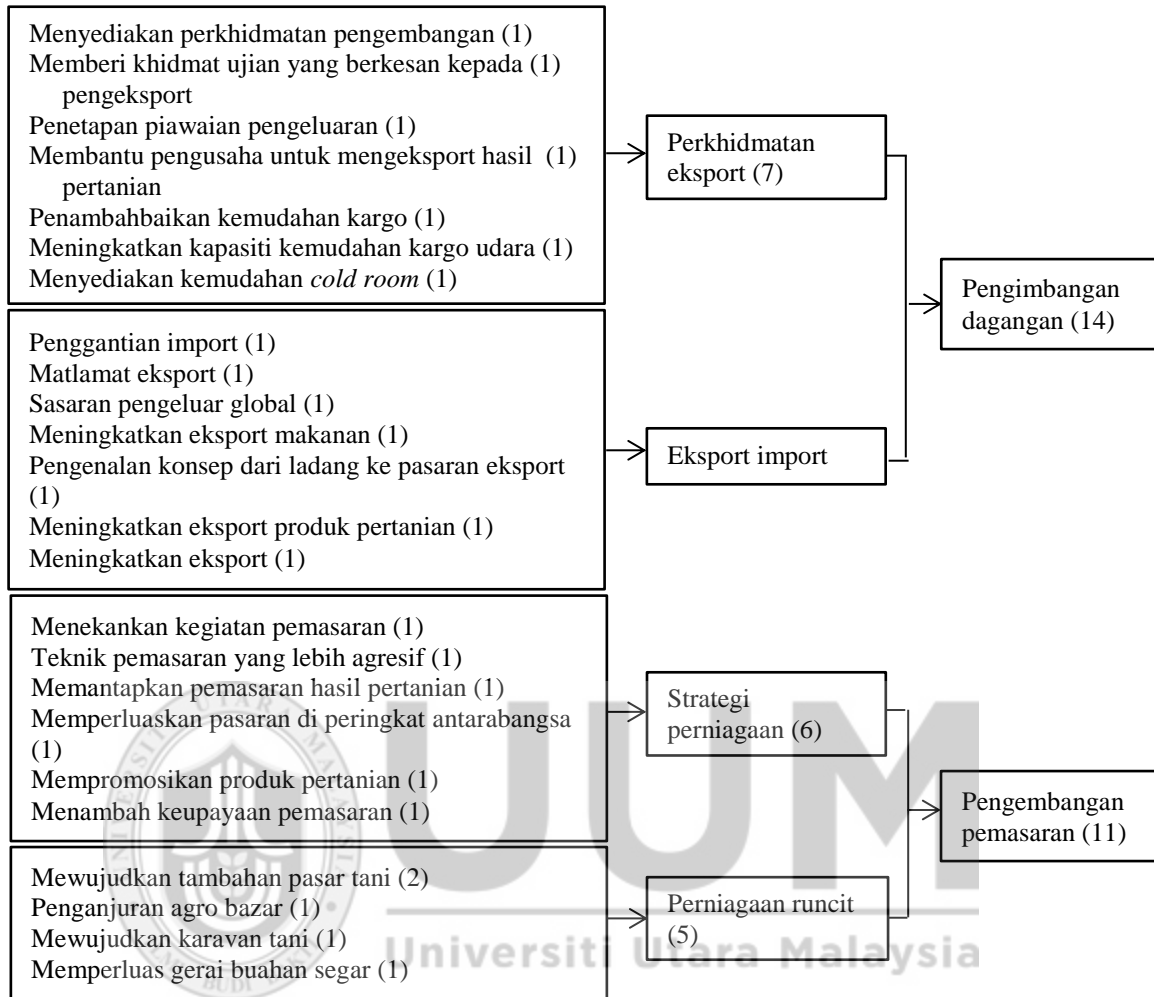 Menyediakan perkhidmatan pengembangan (1)
Memberi khidmat ujian yang berkesan kepada (1)
pengeksport
Penetapan piawaian pengeluaran (1)
Membantu pengusaha untuk mengeksport hasil (1)
pertanian
Penambahbaikan kemudahan kargo (1)
Meningkatkan kapasiti kemudahan kargo udara (1)
Menyediakan kemudahan cold room (1)
Perkhidmatan
eksport (7)
Pengimbangan
dagangan (14)
Penggantian import (1)
Matlamat eksport (1)
Sasaran pengeluar global (1)
Meningkatkan eksport makanan (1)
Pengenalan konsep dari ladang ke pasaran eksport
(1)
Meningkatkan eksport produk pertanian (1)
Meningkatkan eksport (1)
Eksport import
Menekankan kegiatan pemasaran (1)
Teknik pemasaran yang lebih agresif (1)
Memantapkan pemasaran hasil pertanian (1)
Memperluaskan pasaran di peringkat antarabangsa
(1)
Mempromosikan produk pertanian (1)
Menambah keupayaan pemasaran (1)
Strategi
perniagaan (6)
Pengembangan
pemasaran (11)
Mewujudkan tambahan pasar tani (2)
Penganjuran agro bazar (1)
Mewujudkan karavan tani (1)
Memperluas gerai buahan segar (1)
Perniagaan runcit
(5)
UUM
Universiti Utara Malaysia
UNIVERSITI UTARA MALAYSIA